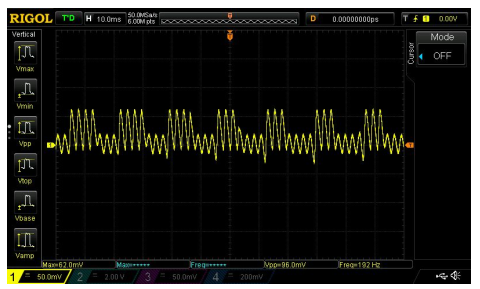 RIGOL T'D H 10.0ms 50.0MSa/s 6.00M pts D 0.00000000ps T 1 0.00V
Vertical
Cursor
Mode
OFF
Vmax
Vmin
Vpp
Vtop
Vbase
Vamp
Max=62.0mV Max=***** Freq=***** Vpp=96.0mV Freq=192 Hz
1 = 50.0mV 2 = 2.00 V 3 = 50.0mV 4 = 200mV